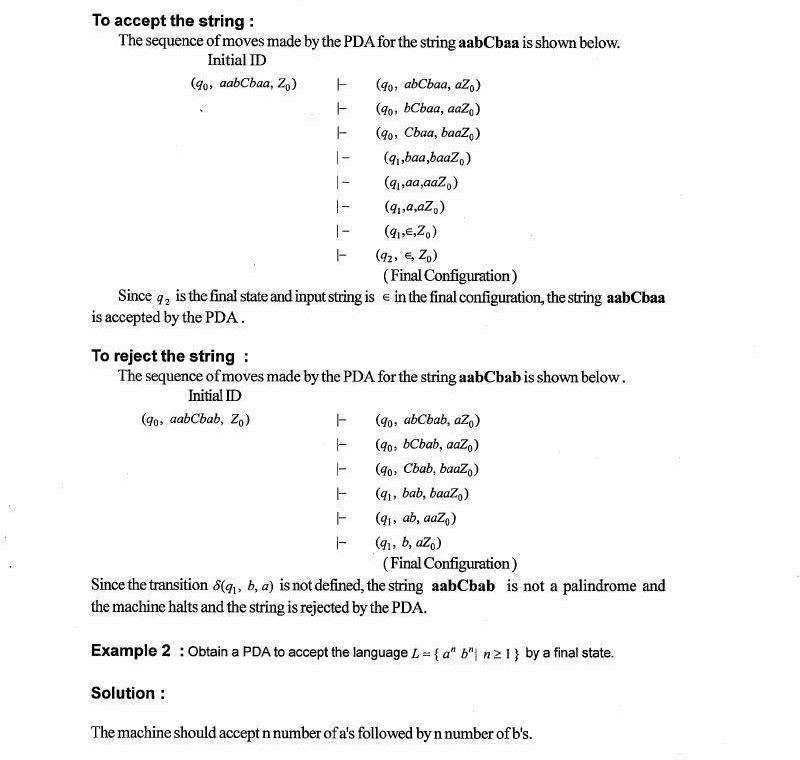 To accept the string :
The sequence of moves made by the PDA for the string aabCbaa is shown below.
Initial ID
(q₀, aabCbaa, Z₀) |– (q₀, abCbaa, aZ₀)
|– (q₀, bCbaa, aaZ₀)
|– (q₀, Cbaa, baaZ₀)
|– (q₁,baa,baaZ₀)
|– (q₁,aa,aaZ₀)
|– (q₁,a,aZ₀)
|– (q₁,∈,Z₀)
|– (q₂, ∈, Z₀)
(Final Configuration)
Since q₂ is the final state and input string is ∈ in the final configuration, the string aabCbaa
is accepted by the PDA.
To reject the string :
The sequence of moves made by the PDA for the string aabCbab is shown below.
Initial ID
(q₀, aabCbab, Z₀) |– (q₀, abCbab, aZ₀)
|– (q₀, bCbab, aaZ₀)
|– (q₀, Cbab, baaZ₀)
|– (q₁, bab, baaZ₀)
|– (q₁, ab, aaZ₀)
|– (q₁, b, aZ₀)
(Final Configuration)
Since the transition δ(q₁, b, a) is not defined, the string aabCbab is not a palindrome and
the machine halts and the string is rejected by the PDA.
Example 2 : Obtain a PDA to accept the language L = { aⁿ bⁿ| n ≥ 1 } by a final state.
Solution :
The machine should accept n number of a's followed by n number of b's.